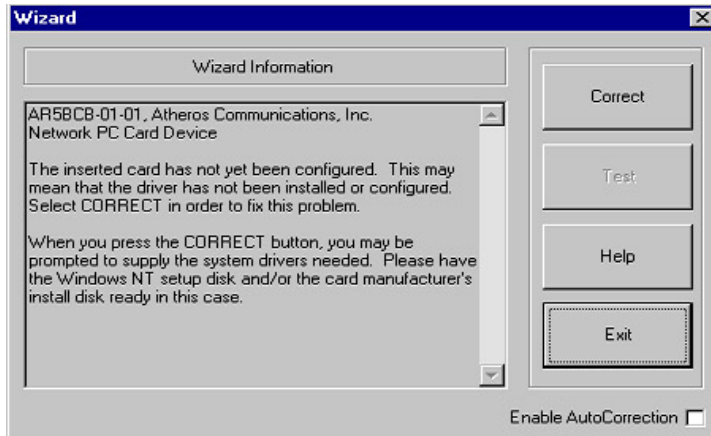 Wizard
Wizard Information
AR5BCB-01-01, Atheros Communications, Inc.
Network PC Card Device
The inserted card has not yet been configured.  This may
mean that the driver has not been installed or configured.
Select CORRECT in order to fix this problem.
When you press the CORRECT button, you may be
prompted to supply the system drivers needed.  Please have
the Windows NT setup disk and/or the card manufacturer's
install disk ready in this case.
Correct
Test
Help
Exit
Enable AutoCorrection